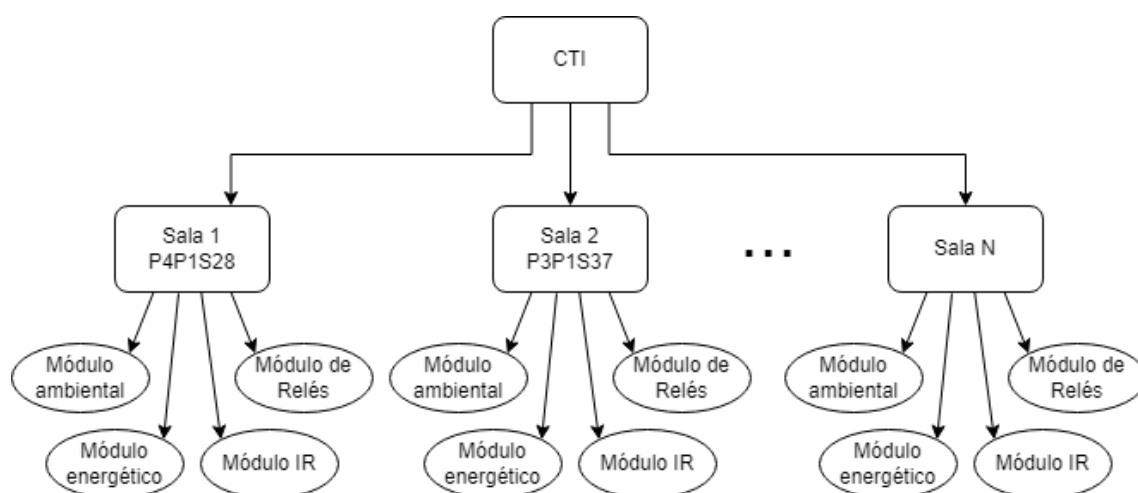 CTI
Sala 1
P4P1S28
Sala 2
P3P1S37
...
Sala N
Módulo
ambiental
Módulo de
Relés
Módulo
energético
Módulo IR
Módulo
ambiental
Módulo de
Relés
Módulo
energético
Módulo IR
Módulo
ambiental
Módulo de
Relés
Módulo
energético
Módulo IR